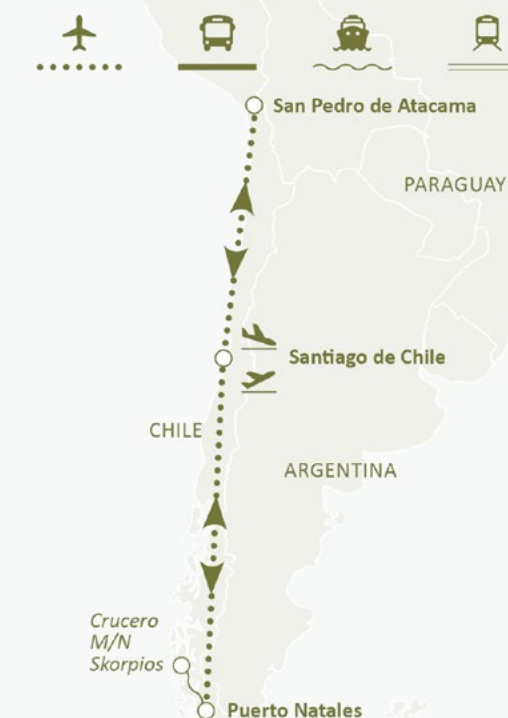 San Pedro de Atacama
PARAGUAY
Santiago de Chile
CHILE
ARGENTINA
Crucero
M/N
Skorpios
Puerto Natales